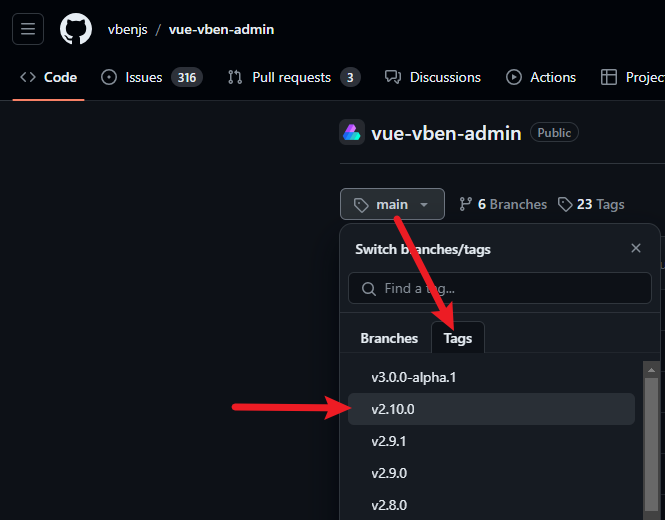 vbenjs / vue-vben-admin
Code Issues 316 Pull requests 3 Discussions Actions Projec
vue-vben-admin Public
main 6 Branches 23 Tags
Switch branches/tags
Find a tag...
Branches Tags
v3.0.0-alpha.1
v2.10.0
v2.9.1
v2.9.0
v2.8.0